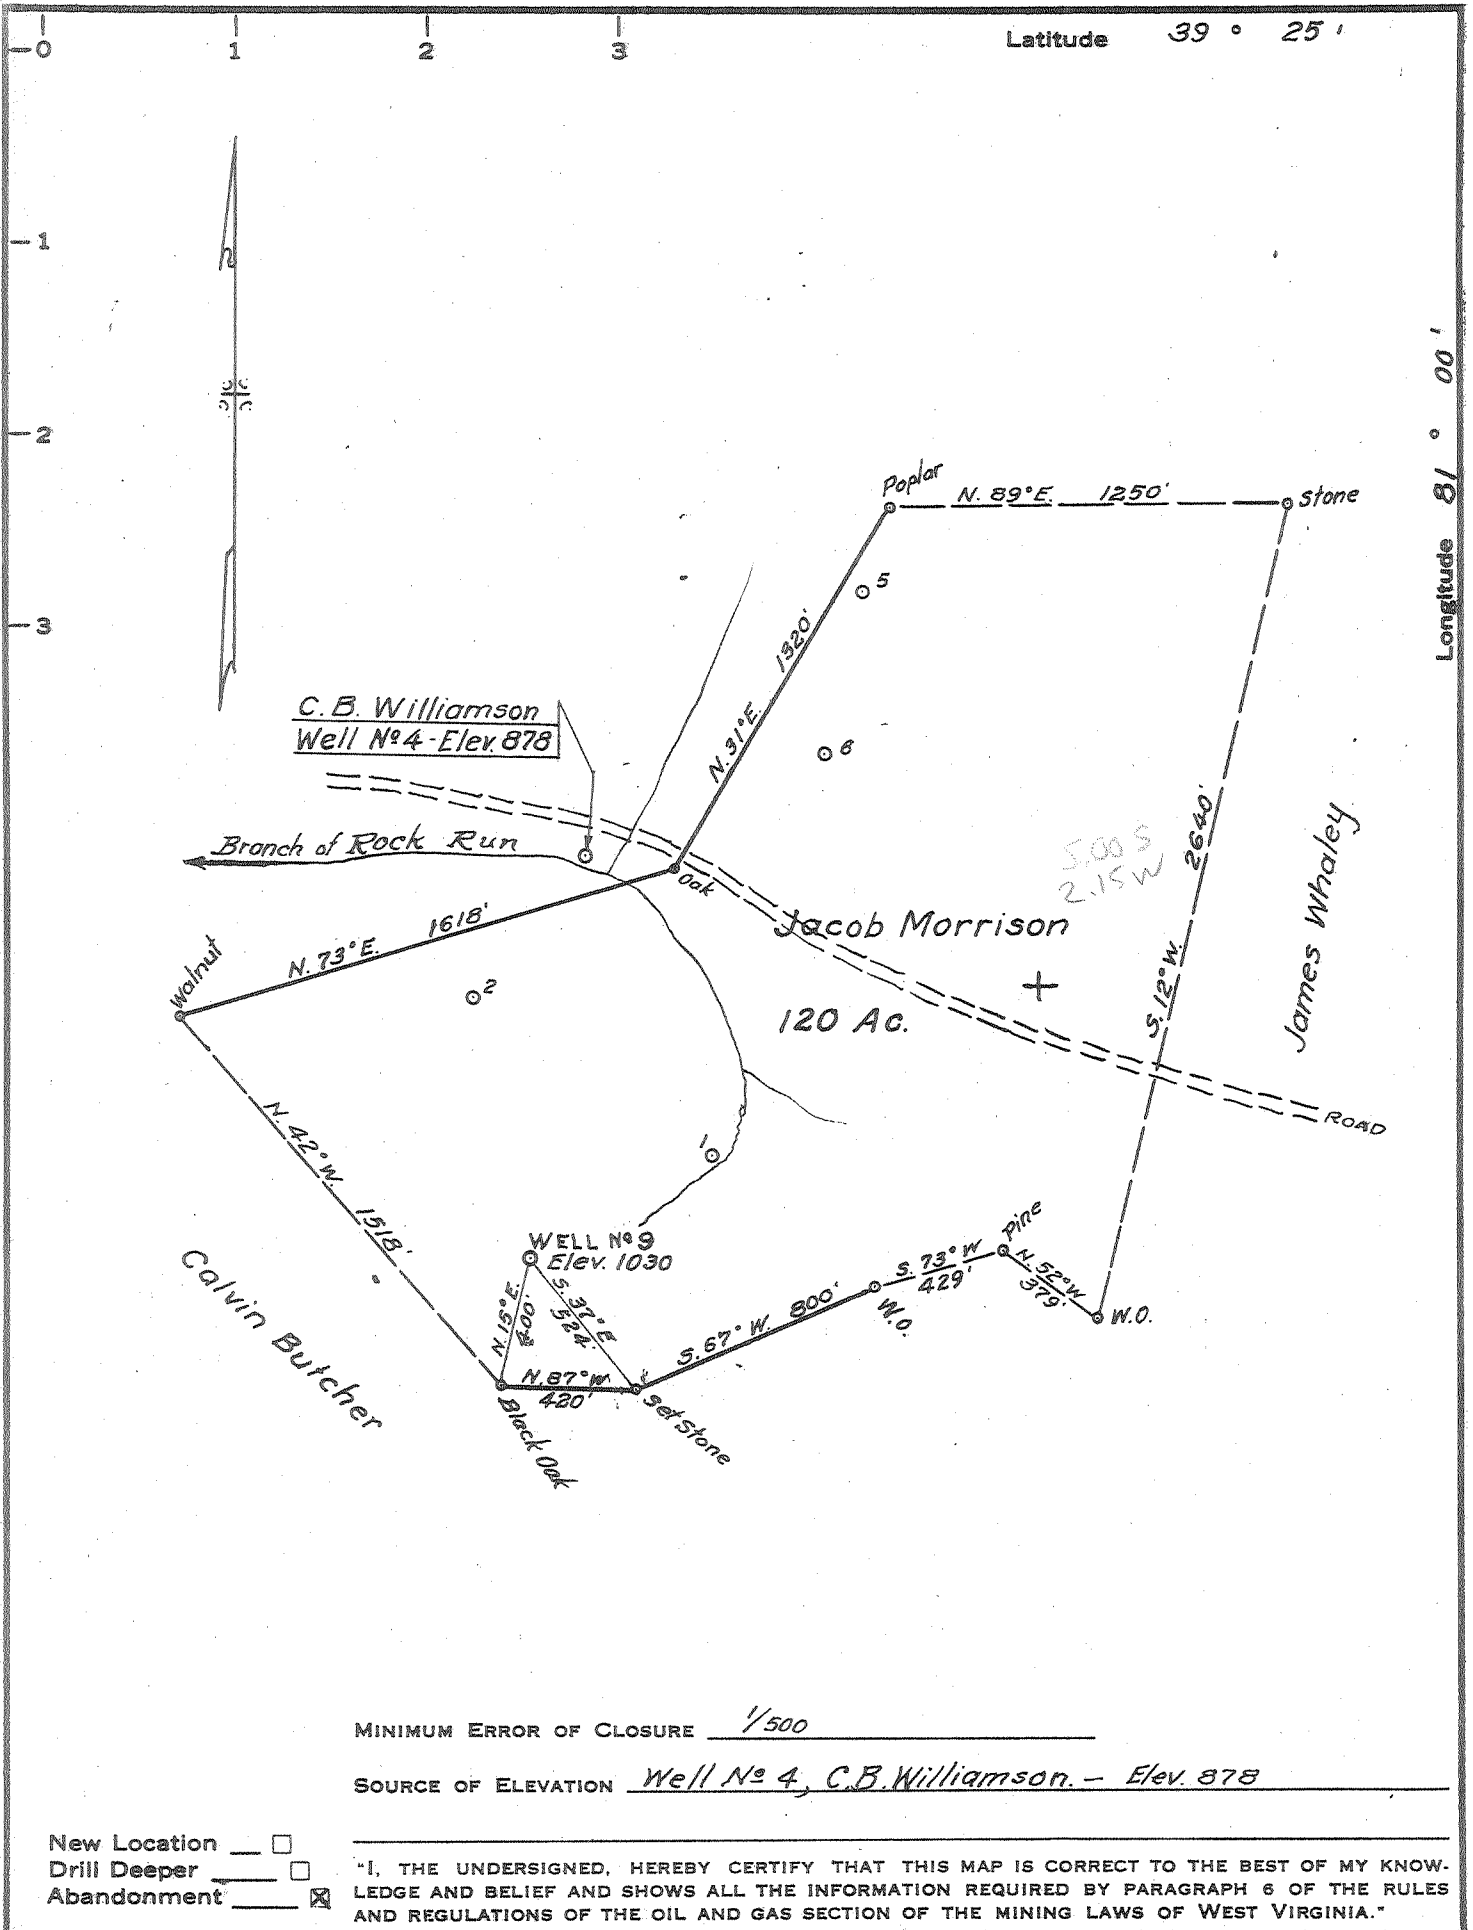 0 1 2 3
Latitude 39 ° 25 '
1
2
3
N
Longitude 81 ° 00 '
Poplar
N. 89° E. 1250'
Stone
5
N. 31° E. 1320'
C. B. Williamson
Well Nº 4 - Elev. 878
6
Branch of Rock Run
Oak
5.00 S
2.15 W
S. 12° W. 2640'
James Whaley
Jacob Morrison
120 Ac.
Walnut
N. 73° E. 1618'
2
ROAD
N. 42° W. 1518'
1
Calvin Butcher
WELL Nº 9
Elev. 1030
N. 15° E.
400'
S. 37° E
524'
N. 87° W.
420'
Black Oak
Set Stone
S. 67° W. 800'
W.O.
S. 73° W
429'
Pine
N. 52° W
379'
W.O.
MINIMUM ERROR OF CLOSURE 1/500
SOURCE OF ELEVATION Well Nº 4, C.B. Williamson. - Elev. 878
New Location
Drill Deeper
Abandonment ☒
"I, THE UNDERSIGNED, HEREBY CERTIFY THAT THIS MAP IS CORRECT TO THE BEST OF MY KNOW-
LEDGE AND BELIEF AND SHOWS ALL THE INFORMATION REQUIRED BY PARAGRAPH 6 OF THE RULES
AND REGULATIONS OF THE OIL AND GAS SECTION OF THE MINING LAWS OF WEST VIRGINIA."